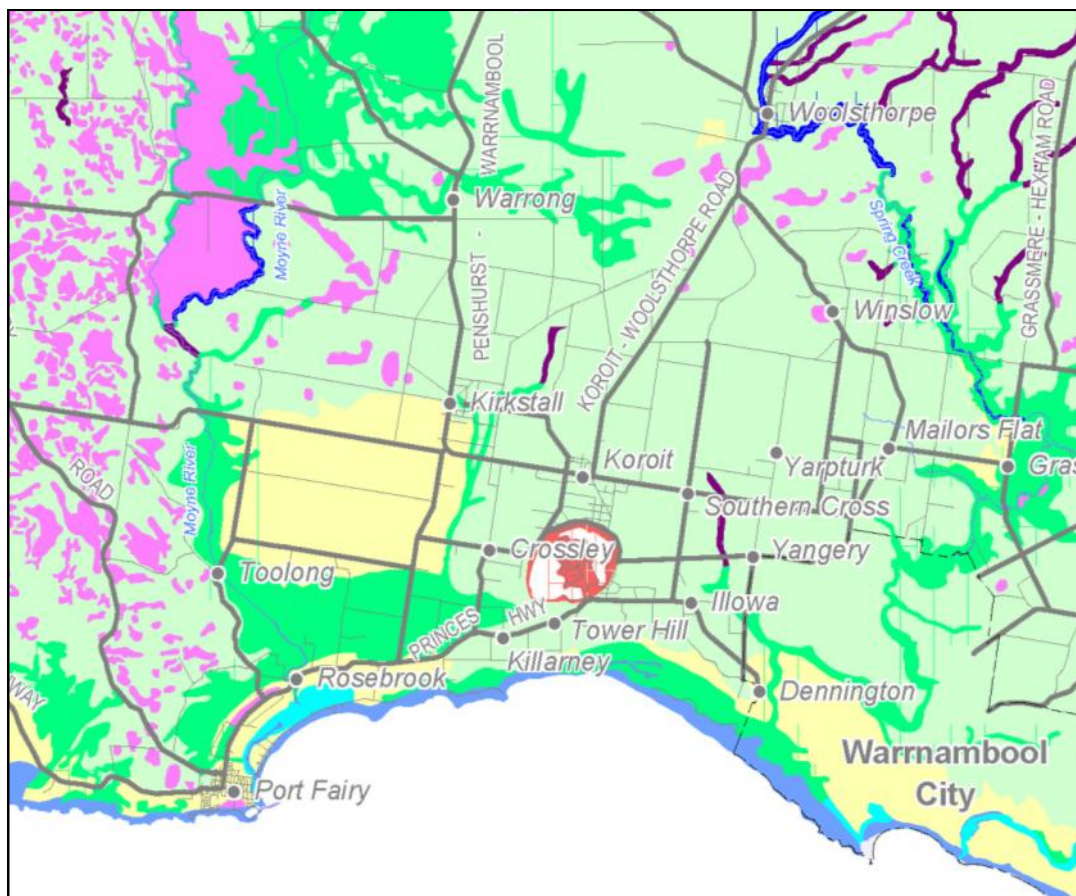 WARRNAMBOOL
PENSHURST -
Woolsthorpe
Warrong
Moyne River
KOROIT - WOOLSTHORPE ROAD
Spring Creek
GRASSMERE - HEXHAM ROAD
Winslow
Kirkstall
Mailors Flat
Koroit
Yarpturk
Gras
ROAD
Moyne River
Southern Cross
Crossley
Yangery
Toolong
Illowa
PRINCES HWY
Tower Hill
Killarney
Rosebrook
Dennington
WAY
Warrnambool
City
Port Fairy